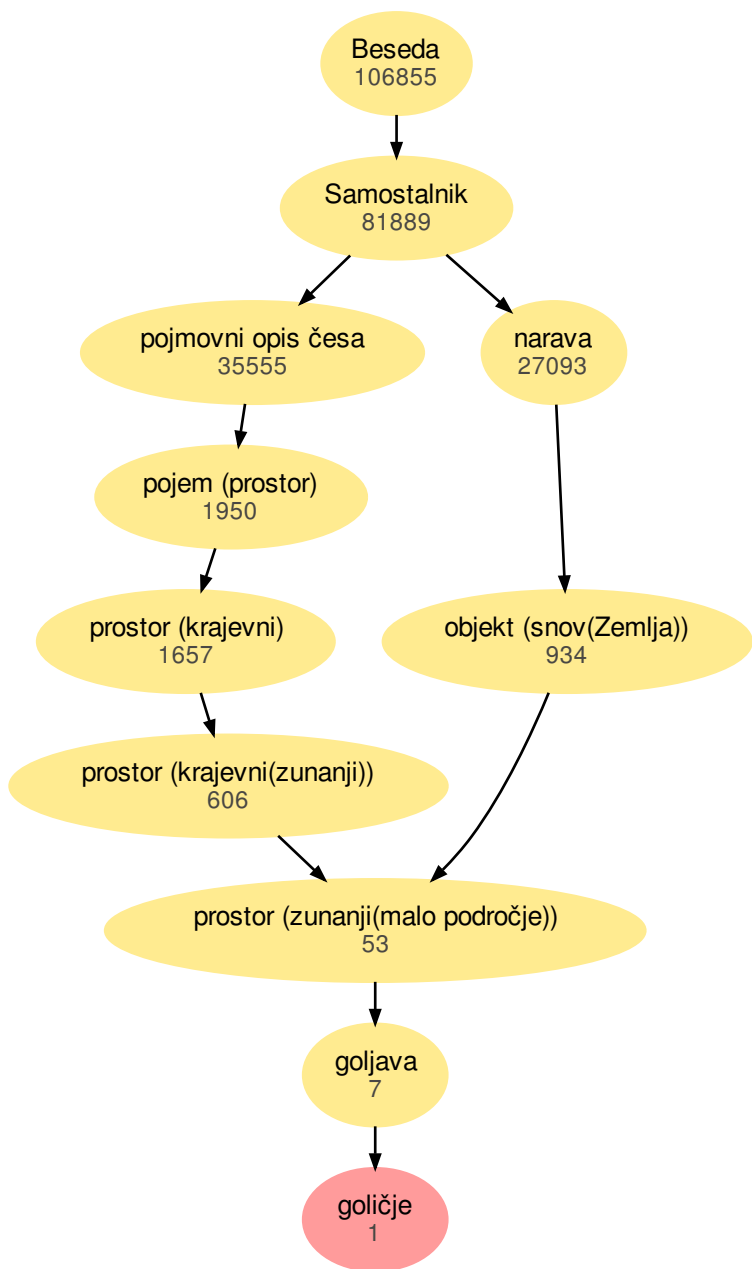 Beseda
106855
Samostalnik
81889
pojmovni opis česa
35555
narava
27093
pojem (prostor)
1950
prostor (krajevni)
1657
objekt (snov(Zemlja))
934
prostor (krajevni(zunanji))
606
prostor (zunanji(malo področje))
53
goljava
7
goličje
1